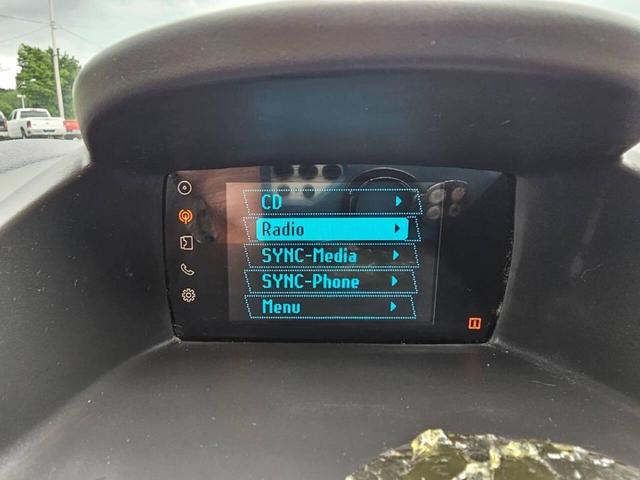 CD
Radio
SYNC-Media
SYNC-Phone
Menu